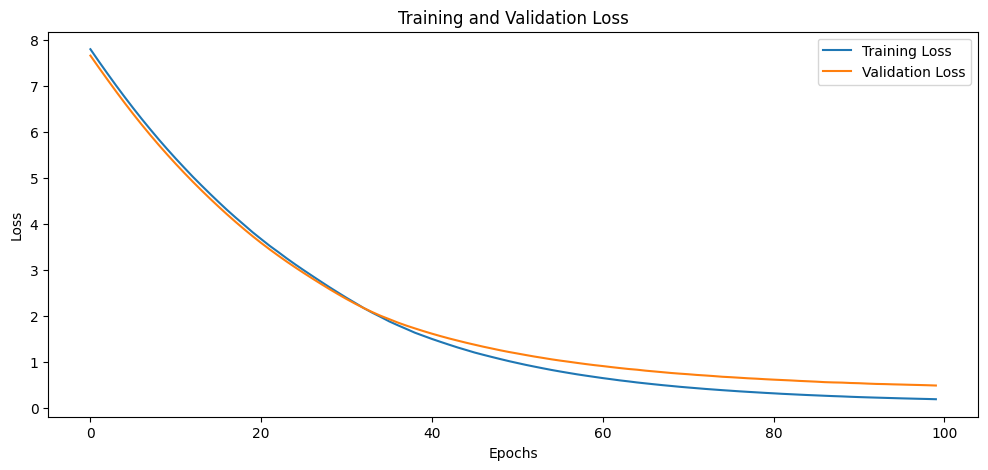 Training and Validation Loss
Training Loss
Validation Loss
Loss
8
7
6
5
4
3
2
1
0
0 20 40 60 80 100
Epochs